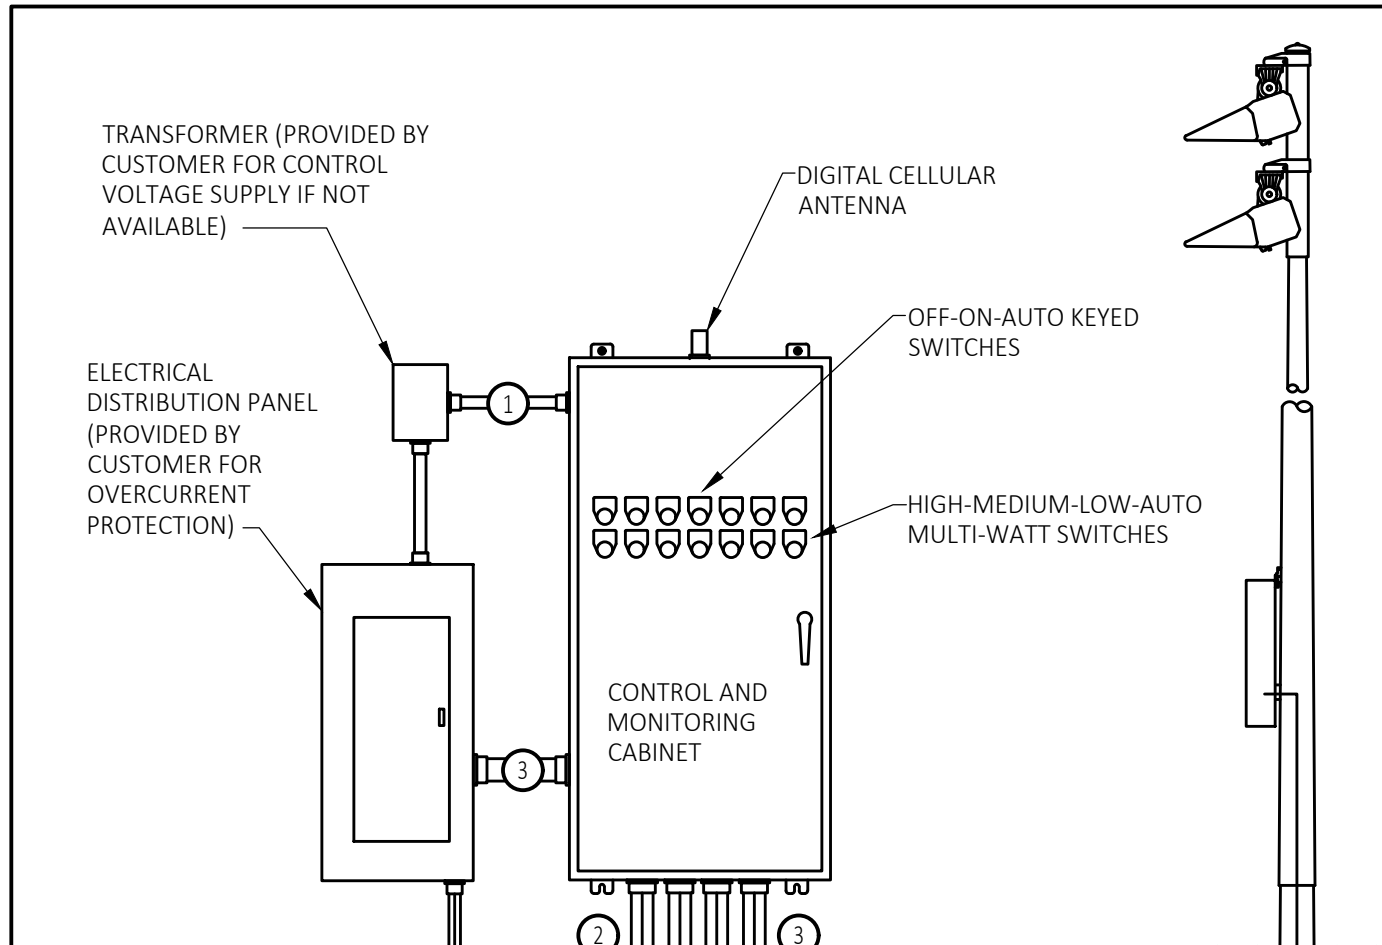 TRANSFORMER (PROVIDED BY
CUSTOMER FOR CONTROL
VOLTAGE SUPPLY IF NOT
AVAILABLE)
DIGITAL CELLULAR
ANTENNA
OFF-ON-AUTO KEYED
SWITCHES
ELECTRICAL
DISTRIBUTION PANEL
(PROVIDED BY
CUSTOMER FOR
OVERCURRENT
PROTECTION)
1
HIGH-MEDIUM-LOW-AUTO
MULTI-WATT SWITCHES
CONTROL AND
MONITORING
CABINET
3
2
3